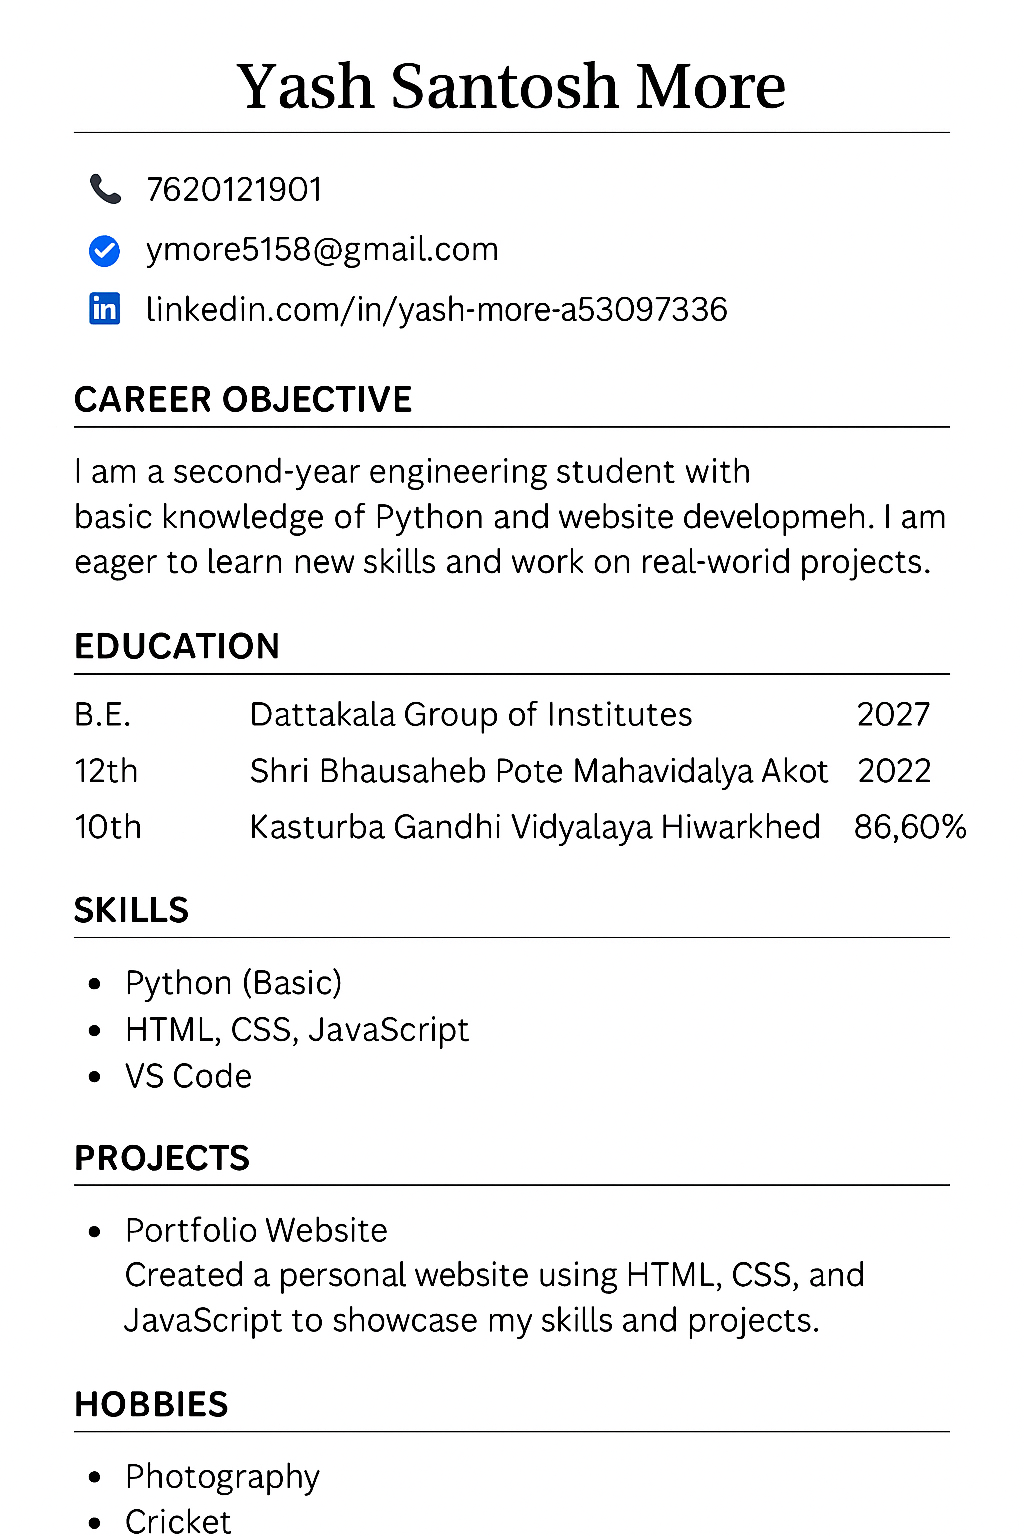 Yash Santosh More
7620121901
ymore5158@gmail.com
in linkedin.com/in/yash-more-a53097336
CAREER OBJECTIVE
I am a second-year engineering student with
basic knowledge of Python and website developmeh. I am
eager to learn new skills and work on real-worid projects.
EDUCATION
B.E. Dattakala Group of Institutes 2027
12th Shri Bhausaheb Pote Mahavidalya Akot 2022
10th Kasturba Gandhi Vidyalaya Hiwarkhed 86,60%
SKILLS
• Python (Basic)
• HTML, CSS, JavaScript
• VS Code
PROJECTS
• Portfolio Website
Created a personal website using HTML, CSS, and
JavaScript to showcase my skills and projects.
HOBBIES
• Photography
• Cricket